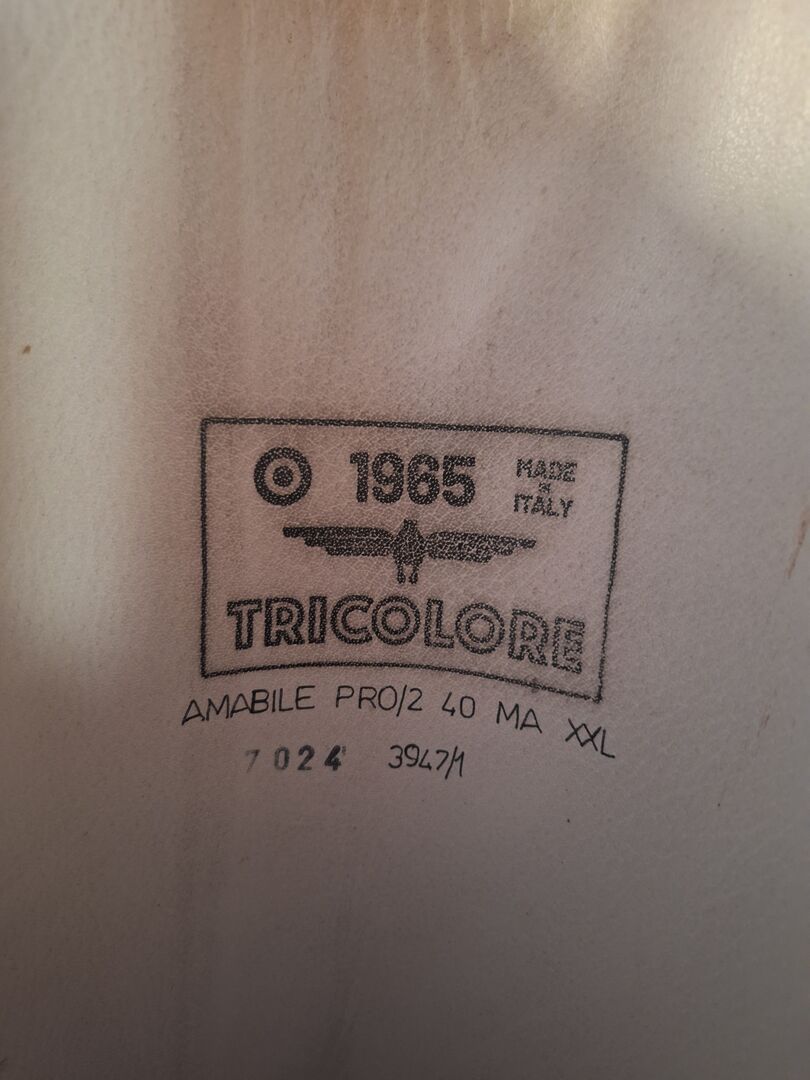 1965 MADE
IN
ITALY
TRICOLORE
AMABILE PRO/2 40 MA XXL
7024 3947/1